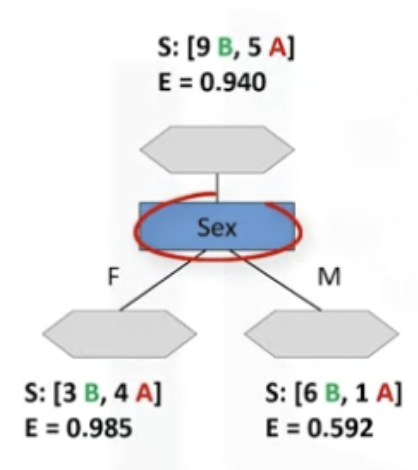 S: [9 B, 5 A]
E = 0.940
Sex
F
M
S: [3 B, 4 A]
E = 0.985
S: [6 B, 1 A]
E = 0.592